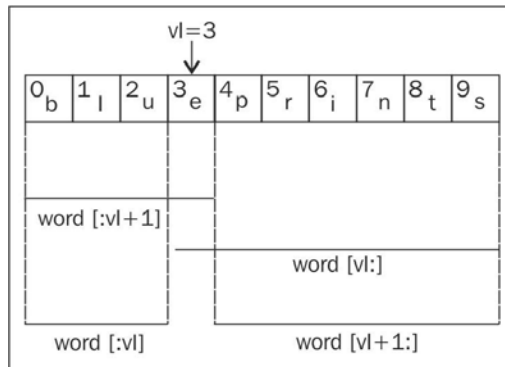 vl=3
0b 1l 2u 3e 4p 5r 6i 7n 8t 9s
word [:vl+1]
word [vl:]
word [:vl] word [vl+1:]